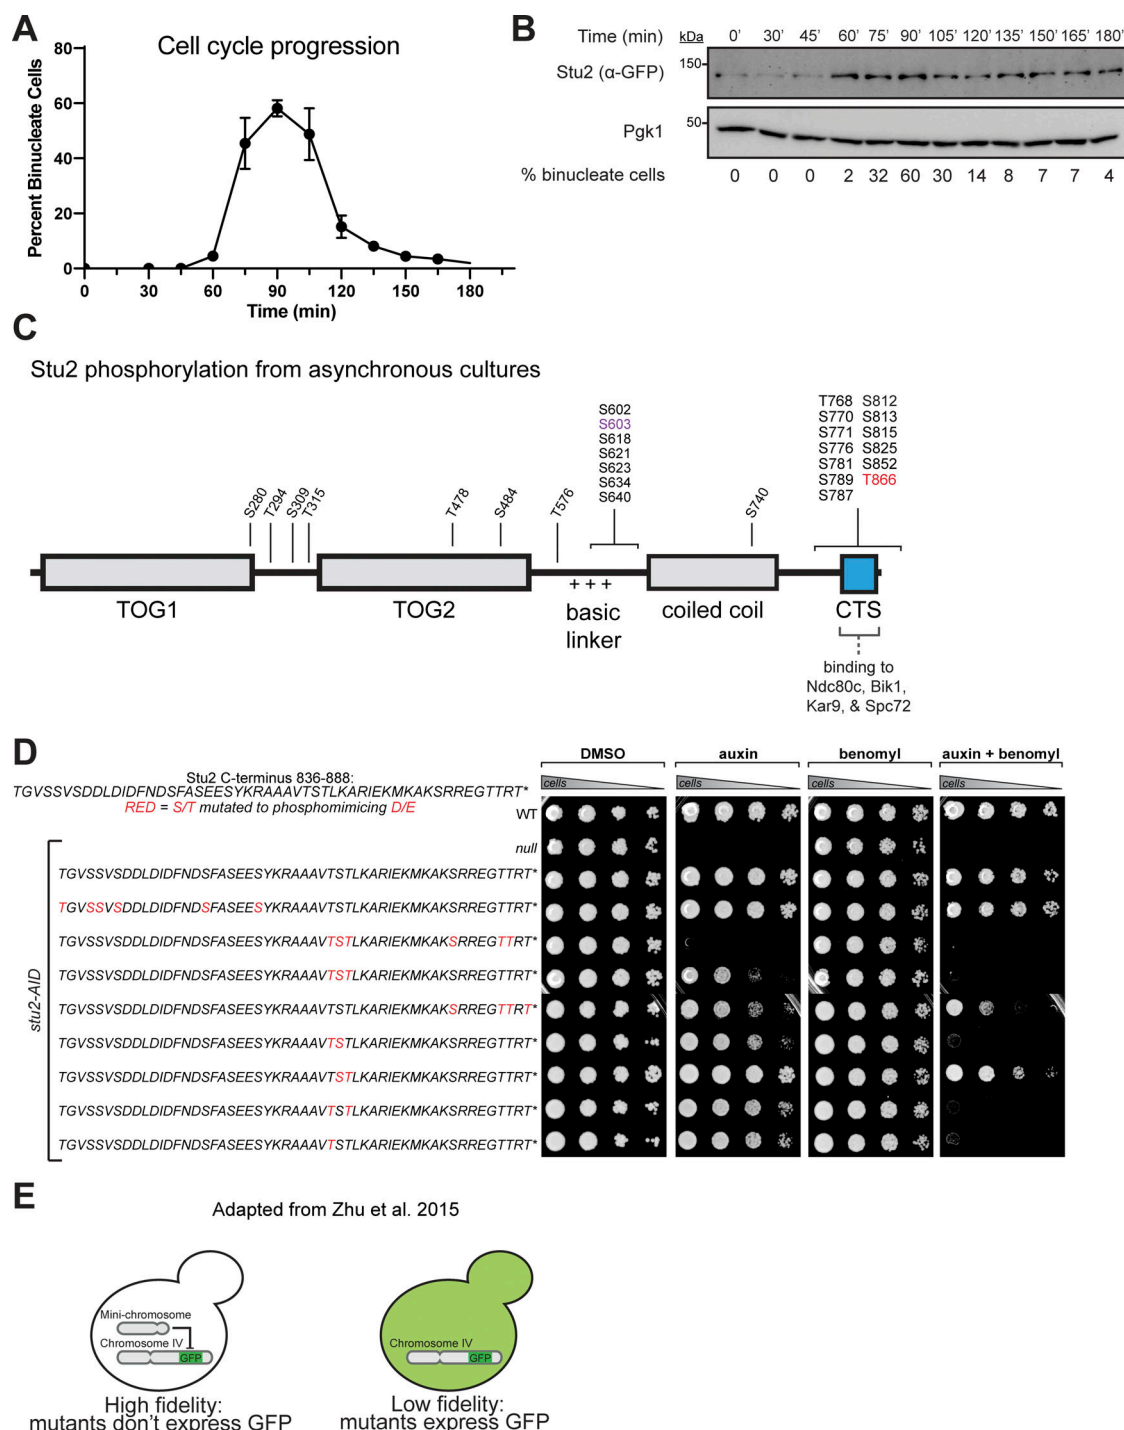 A
Cell cycle progression
Percent Binucleate Cells
80
60
40
20
0
0 30 60 90 120 150 180
Time (min)
B
Time (min) kDa 0' 30' 45' 60' 75' 90' 105' 120' 135' 150' 165' 180'
Stu2 (α-GFP) 150
Pgk1 50
% binucleate cells 0 0 0 2 32 60 30 14 8 7 7 4
C
Stu2 phosphorylation from asynchronous cultures
S280 T294 S309 T315 T478 S484 T576
S602
S603
S618
S621
S623
S634
S640
S740
T768 S812
S770 S813
S771 S815
S776 S825
S781 S852
S789 T866
S787
+ + +
TOG1 TOG2 basic linker coiled coil CTS
binding to
Ndc80c, Bik1,
Kar9, & Spc72
D
DMSO auxin benomyl auxin + benomyl
cells cells cells cells
Stu2 C-terminus 836-888:
TGVSSVSDDLDIDFNDSFASEESYKRAAAVTSTLKARIEKMKAKSRREGTTRT*
RED = S/T mutated to phosphomimicing D/E
WT
null
stu2-AID
TGVSSVSDDLDIDFNDSFASEESYKRAAAVTSTLKARIEKMKAKSRREGTTRT*
TGVSSVSDDLDIDFNDSFASEESYKRAAAVTSTLKARIEKMKAKSRREGTTRT*
TGVSSVSDDLDIDFNDSFASEESYKRAAAVTSTLKARIEKMKAKSRREGTTRT*
TGVSSVSDDLDIDFNDSFASEESYKRAAAVTSTLKARIEKMKAKSRREGTTRT*
TGVSSVSDDLDIDFNDSFASEESYKRAAAVTSTLKARIEKMKAKSRREGTTRT*
TGVSSVSDDLDIDFNDSFASEESYKRAAAVTSTLKARIEKMKAKSRREGTTRT*
TGVSSVSDDLDIDFNDSFASEESYKRAAAVTSTLKARIEKMKAKSRREGTTRT*
TGVSSVSDDLDIDFNDSFASEESYKRAAAVTSTLKARIEKMKAKSRREGTTRT*
TGVSSVSDDLDIDFNDSFASEESYKRAAAVTSTLKARIEKMKAKSRREGTTRT*
E
Adapted from Zhu et al. 2015
Mini-chromosome
Chromosome IV
GFP
High fidelity:
mutants don't express GFP
Chromosome IV
GFP
Low fidelity:
mutants express GFP